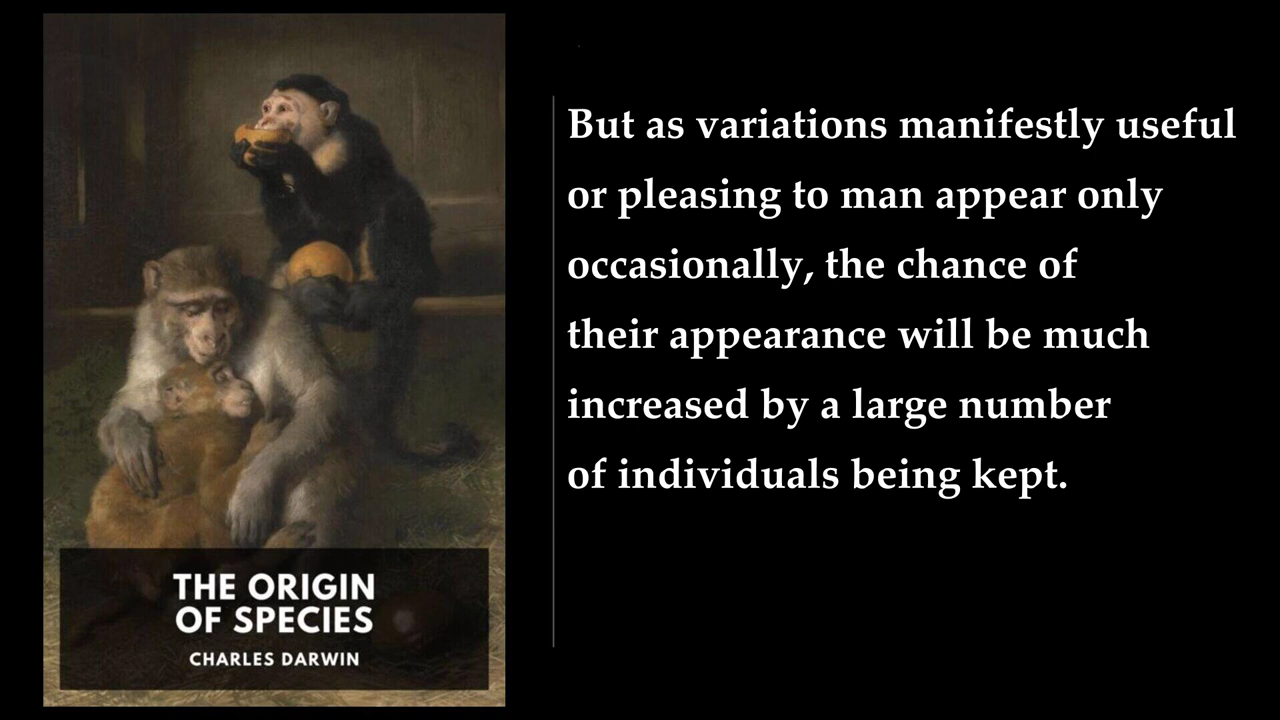 THE ORIGIN
OF SPECIES
CHARLES DARWIN
But as variations manifestly useful
or pleasing to man appear only
occasionally, the chance of
their appearance will be much
increased by a large number
of individuals being kept.